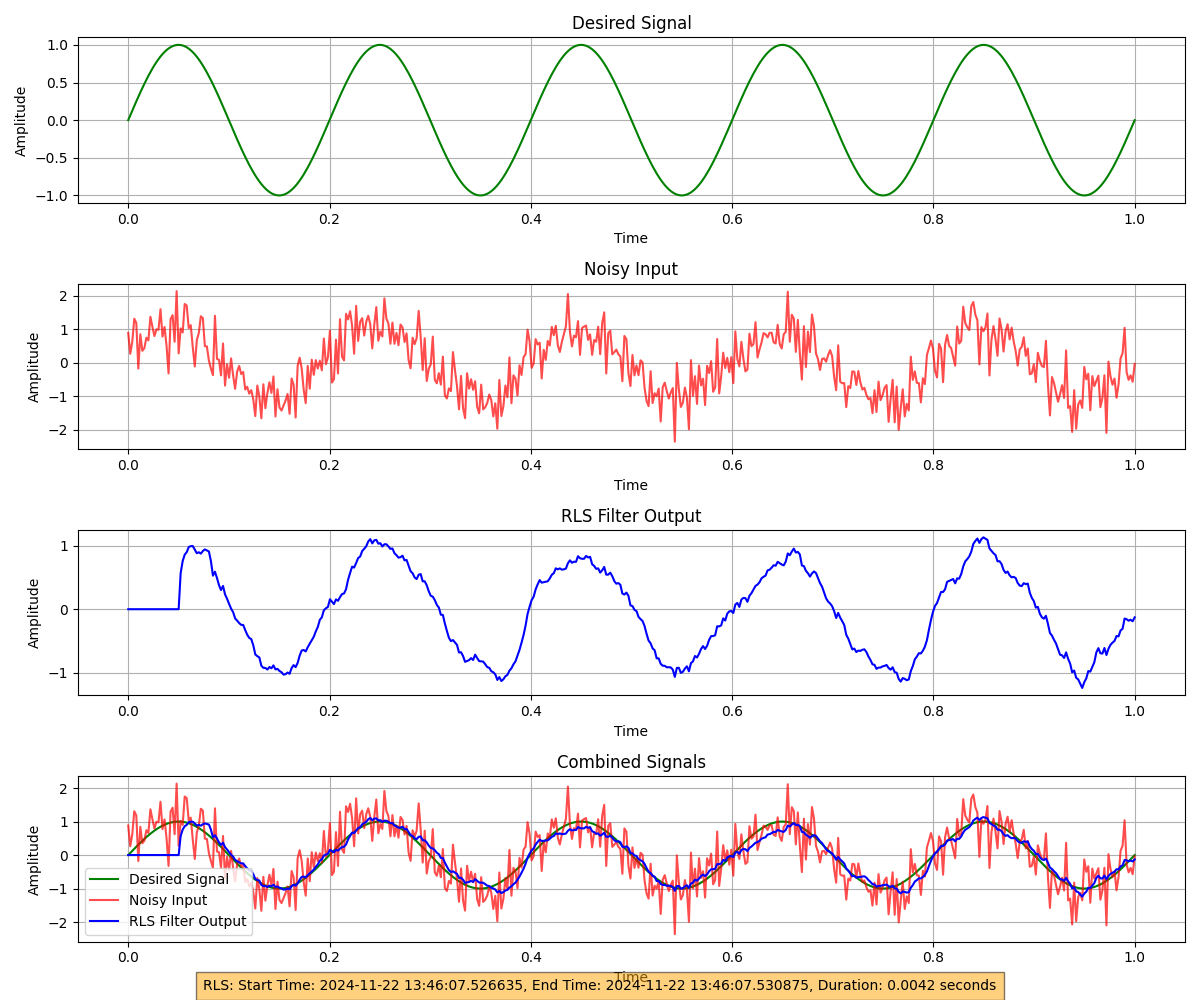 Desired Signal
1.0
0.5
0.0
−0.5
−1.0
Amplitude
0.0 0.2 0.4 0.6 0.8 1.0
Time
Noisy Input
2
1
0
−1
−2
Amplitude
0.0 0.2 0.4 0.6 0.8 1.0
Time
RLS Filter Output
1
0
−1
Amplitude
0.0 0.2 0.4 0.6 0.8 1.0
Time
Combined Signals
2
1
0
−1
−2
Amplitude
Desired Signal
Noisy Input
RLS Filter Output
0.0 0.2 0.4 0.6 0.8 1.0
Time
RLS: Start Time: 2024-11-22 13:46:07.526635, End Time: 2024-11-22 13:46:07.530875, Duration: 0.0042 seconds